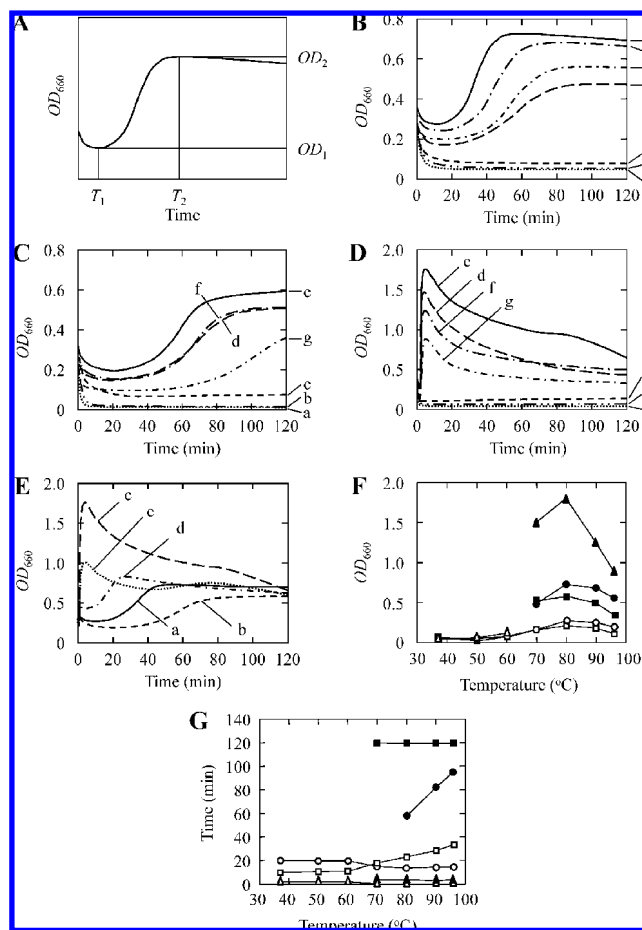 A
OD₆₆₀
OD₂
OD₁
T₁
T₂
Time
B
OD₆₆₀
0.8
0.6
0.4
0.2
0
0 20 40 60 80 100 120
Time (min)
C
OD₆₆₀
0.8
0.6
0.4
0.2
0
f
d
c
g
c
b
a
0 20 40 60 80 100 120
Time (min)
D
OD₆₆₀
2.0
1.5
1.0
0.5
0
c
d
f
g
0 20 40 60 80 100 120
Time (min)
E
OD₆₆₀
2.0
1.5
1.0
0.5
0
c
c
d
a
b
0 20 40 60 80 100 120
Time (min)
F
OD₆₆₀
2.0
1.5
1.0
0.5
0
30 40 50 60 70 80 90 100
Temperature (°C)
G
Time (min)
140
120
100
80
60
40
20
0
30 40 50 60 70 80 90 100
Temperature (°C)